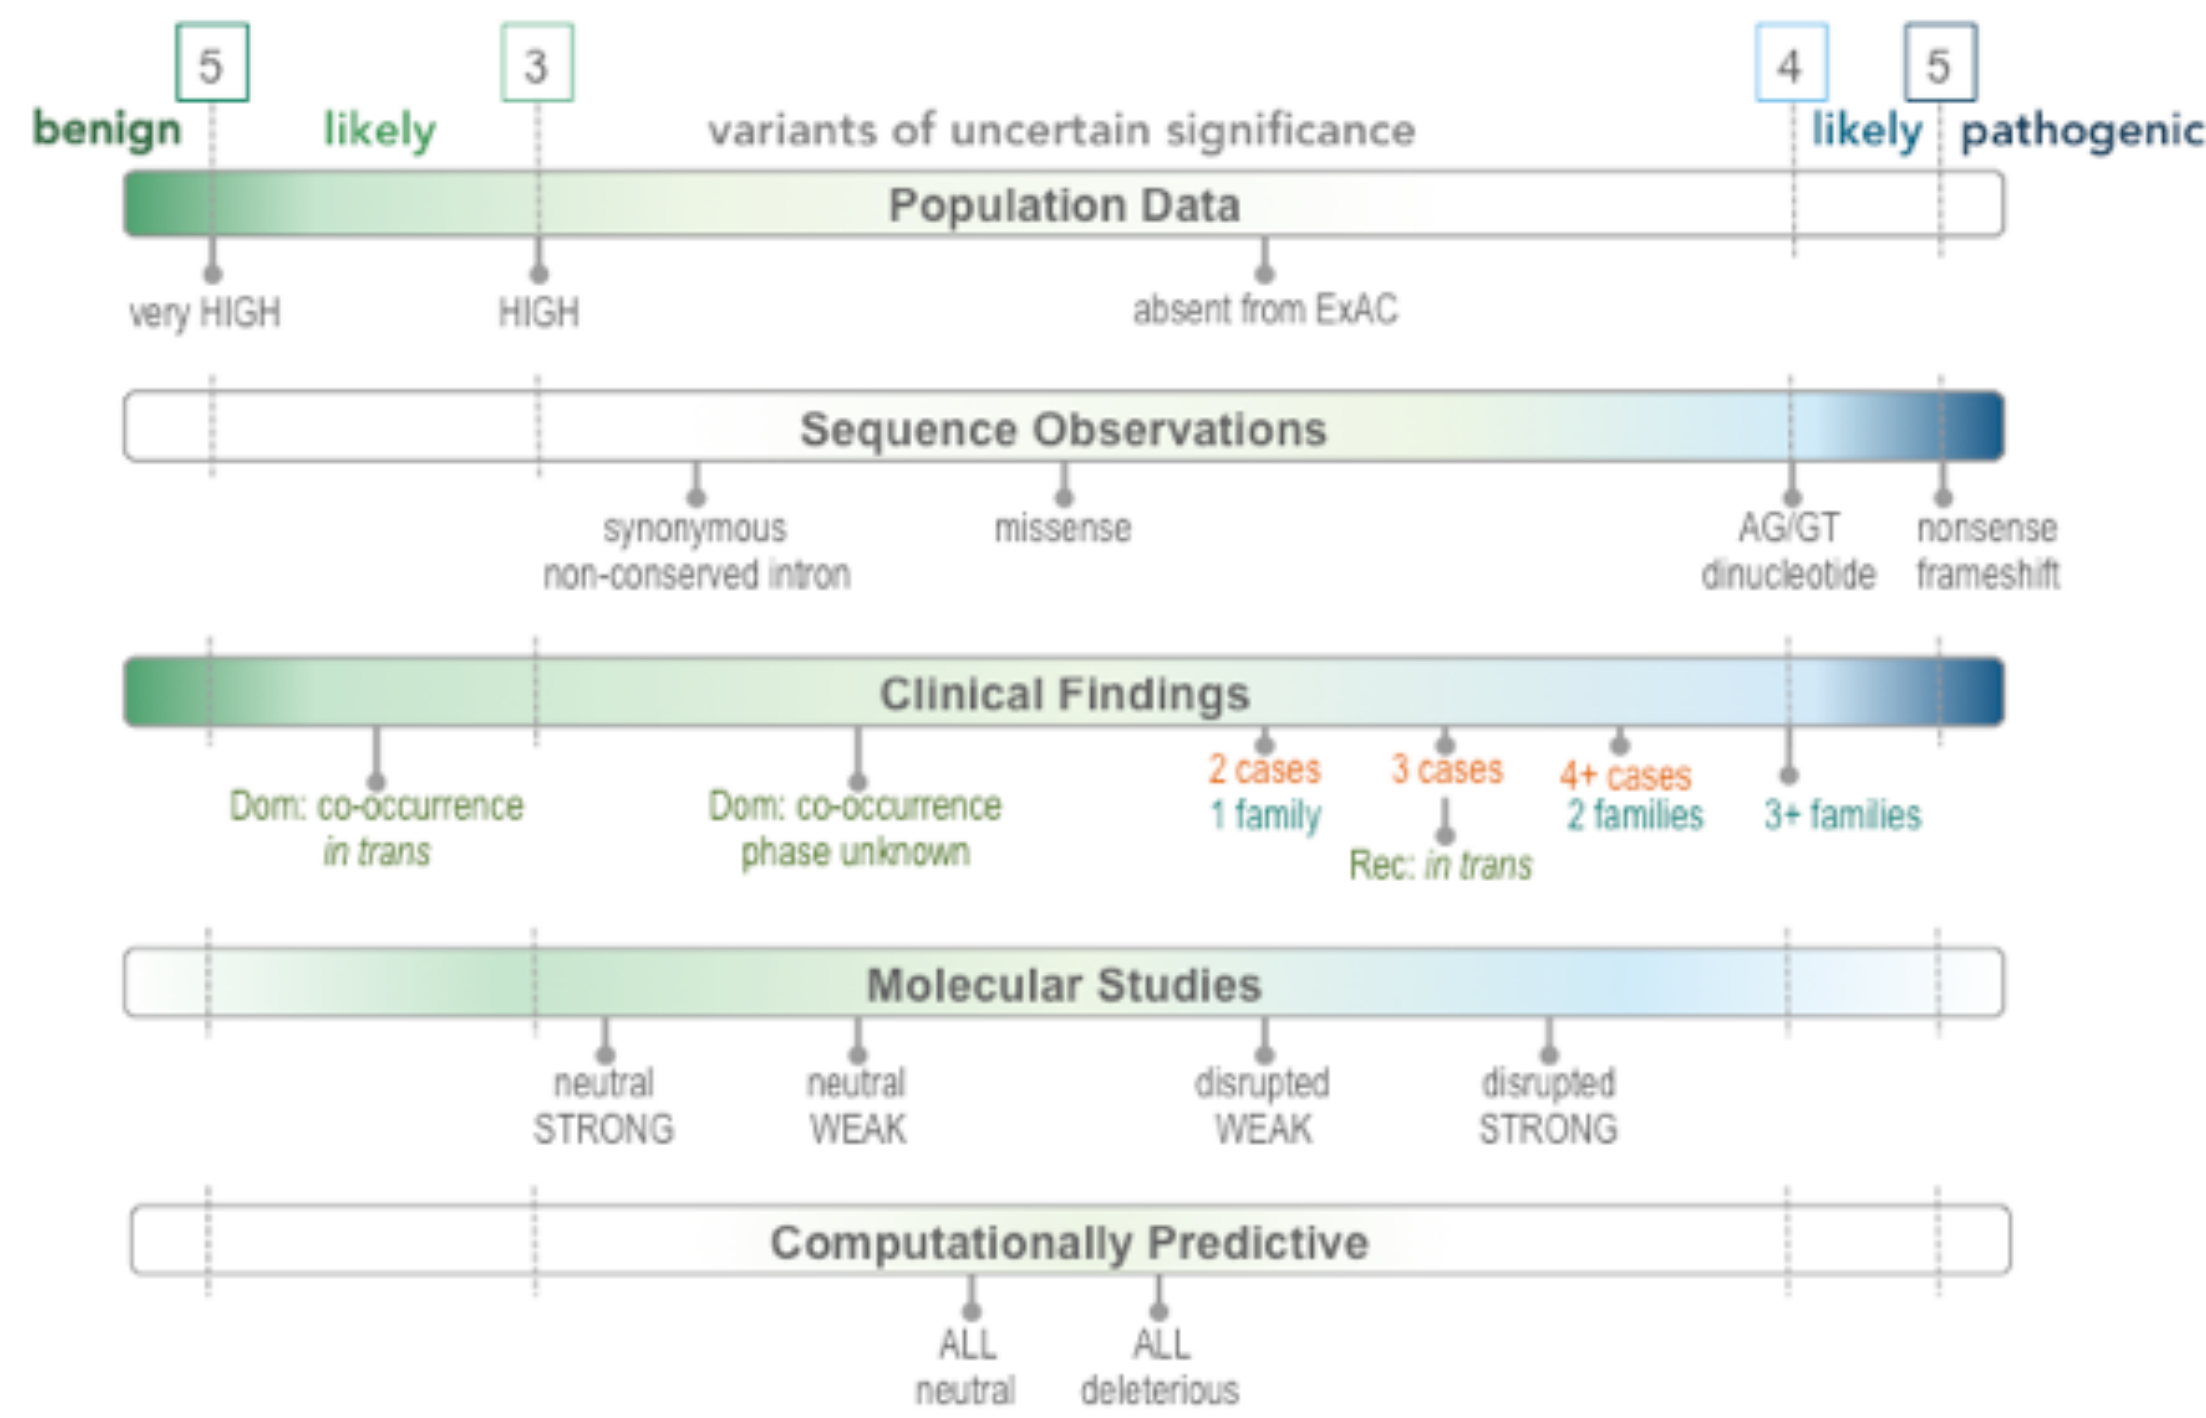 5
3
4
5
benign
likely
variants of uncertain significance
likely
pathogenic
Population Data
very HIGH
HIGH
absent from ExAC
Sequence Observations
synonymous
non-conserved intron
missense
AG/GT
dinucleotide
nonsense
frameshift
Clinical Findings
Dom: co-occurrence
in trans
Dom: co-occurrence
phase unknown
2 cases
1 family
3 cases
Rec: in trans
4+ cases
2 families
3+ families
Molecular Studies
neutral
STRONG
neutral
WEAK
disrupted
WEAK
disrupted
STRONG
Computationally Predictive
ALL
neutral
ALL
deleterious